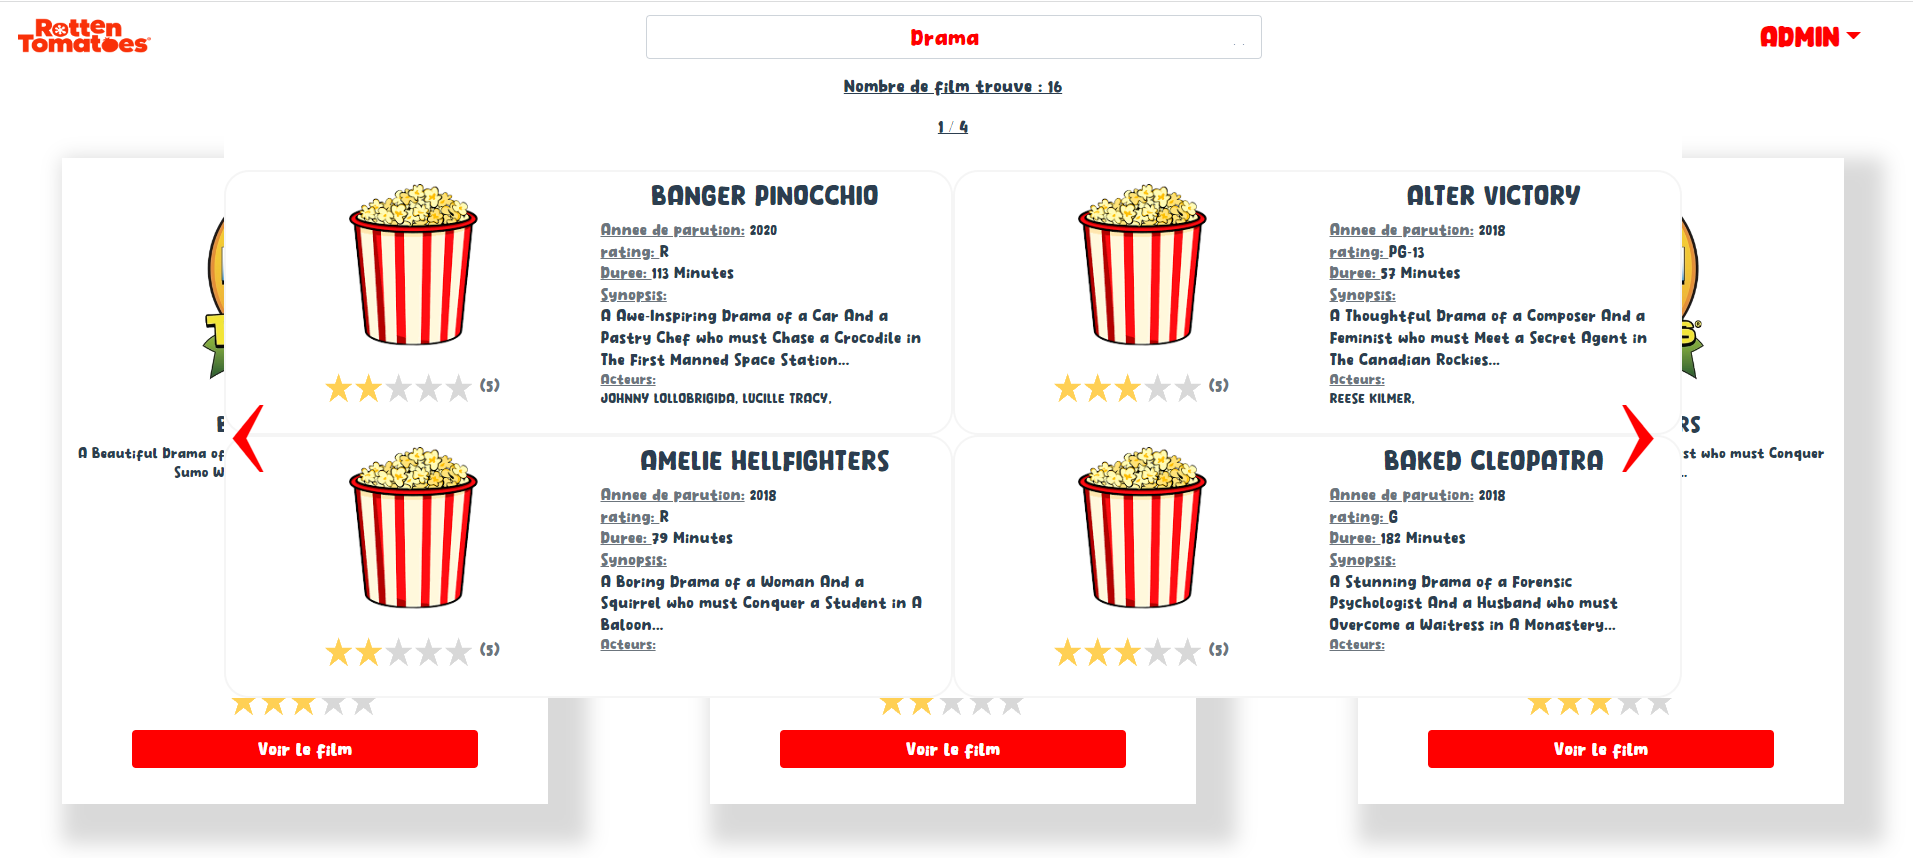 Rotten
Tomatoes
Drama
ADMIN
Nombre de film trouve : 16
1 / 4
BANGER PINOCCHIO
Annee de parution: 2020
rating: R
Duree: 113 Minutes
Synopsis:
A Awe-Inspiring Drama of a Car And a
Pastry Chef who must Chase a Crocodile in
The First Manned Space Station...
Acteurs:
JOHNNY LOLLOBRIGIDA, LUCILLE TRACY,
(5)
ALTER VICTORY
Annee de parution: 2018
rating: PG-13
Duree: 57 Minutes
Synopsis:
A Thoughtful Drama of a Composer And a
Feminist who must Meet a Secret Agent in
The Canadian Rockies...
Acteurs:
REESE KILMER,
(5)
AMELIE HELLFIGHTERS
Annee de parution: 2018
rating: R
Duree: 79 Minutes
Synopsis:
A Boring Drama of a Woman And a
Squirrel who must Conquer a Student in A
Baloon...
Acteurs:
(5)
BAKED CLEOPATRA
Annee de parution: 2018
rating: G
Duree: 182 Minutes
Synopsis:
A Stunning Drama of a Forensic
Psychologist And a Husband who must
Overcome a Waitress in A Monastery...
Acteurs:
(5)
A Beautiful Drama of
Sumo W
RS
st who must Conquer
Voir le film
Voir le film
Voir le film